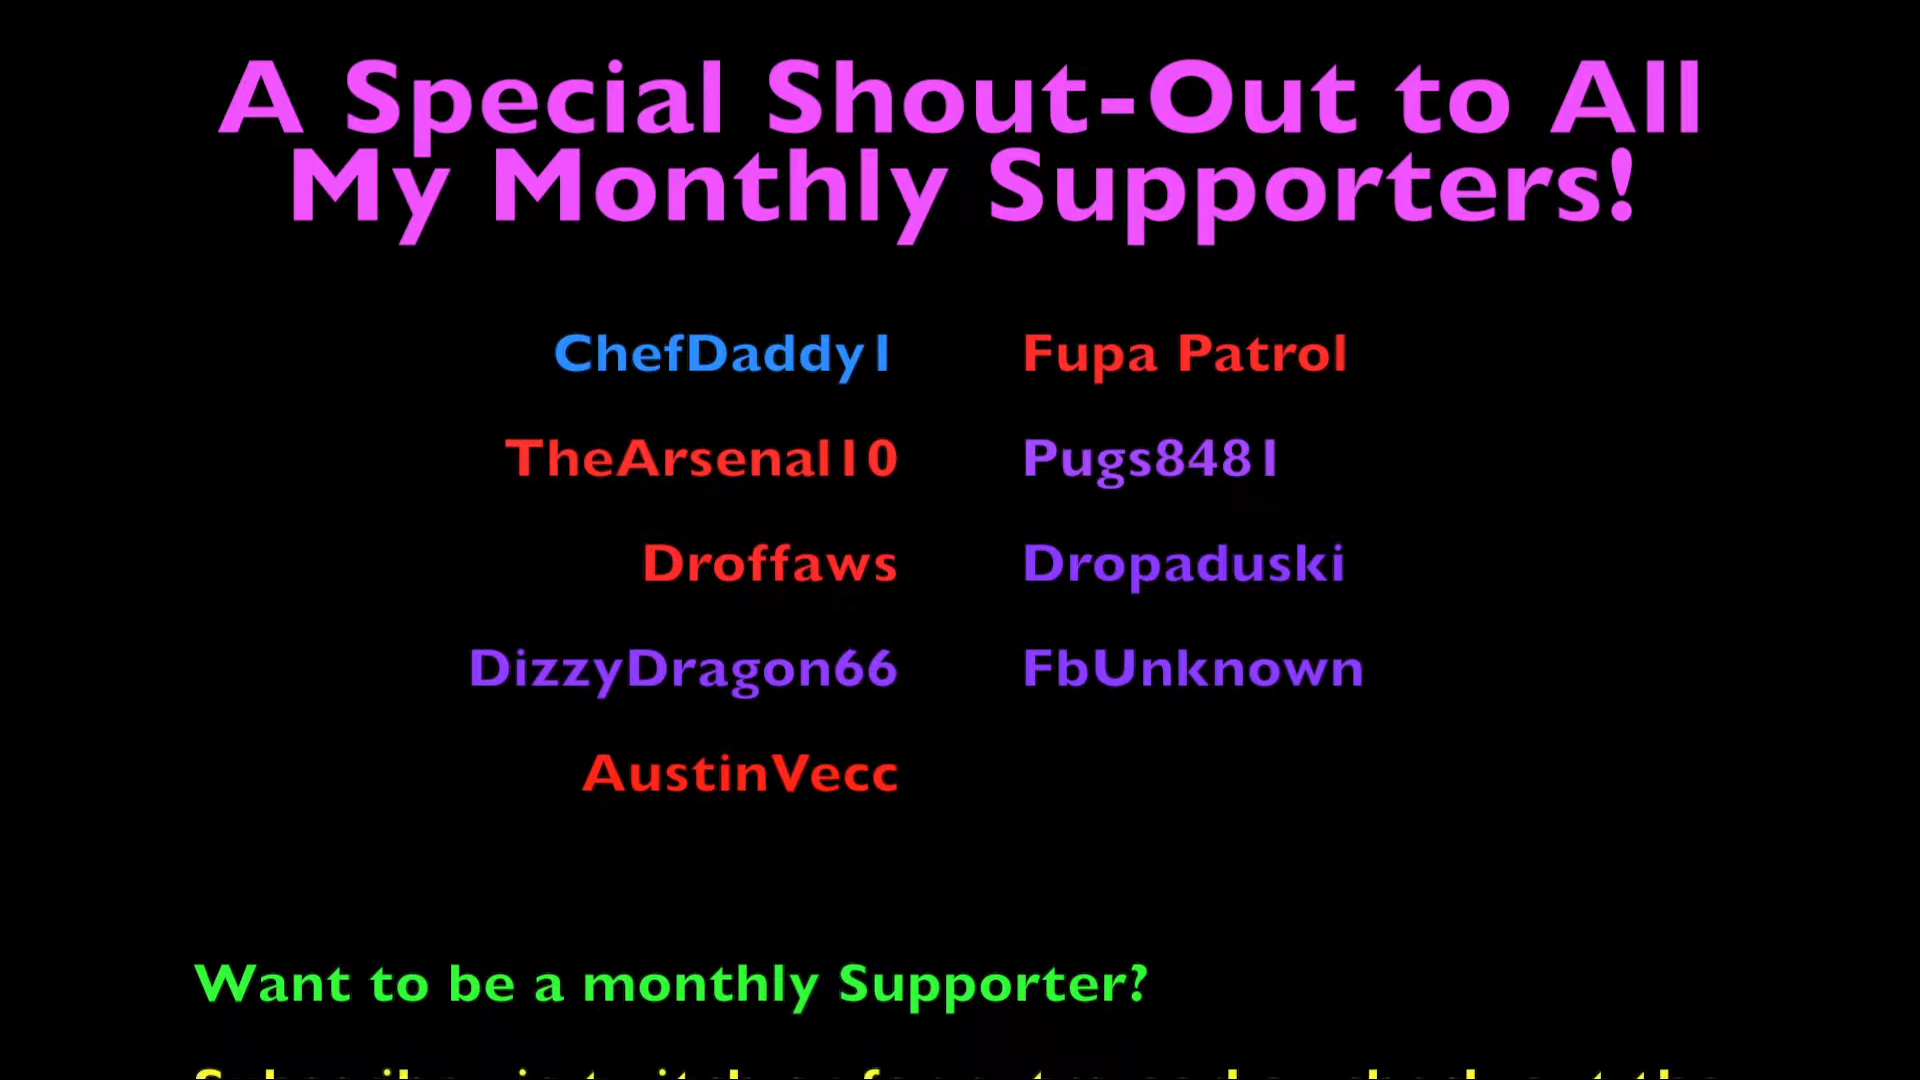 A Special Shout-Out to All
My Monthly Supporters!
ChefDaddy1 Fupa Patrol
TheArsenal10 Pugs8481
Droffaws Dropaduski
DizzyDragon66 FbUnknown
AustinVecc
Want to be a monthly Supporter?